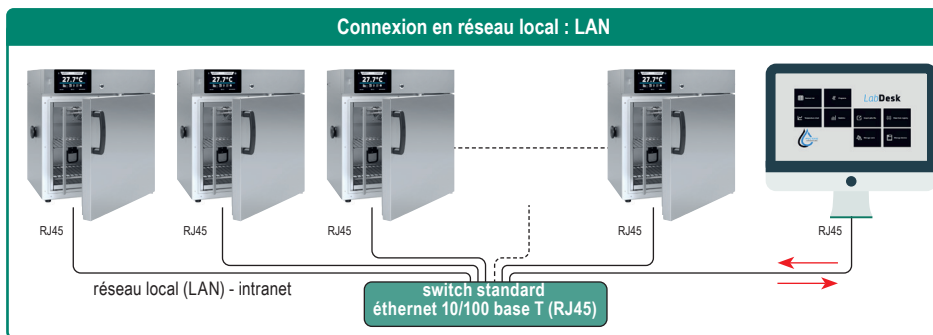 Connexion en réseau local : LAN
27.7°C
27.7°C
27.7°C
27.7°C
LabDesk
RJ45
RJ45
RJ45
RJ45
RJ45
réseau local (LAN) - intranet
switch standard
éthernet 10/100 base T (RJ45)